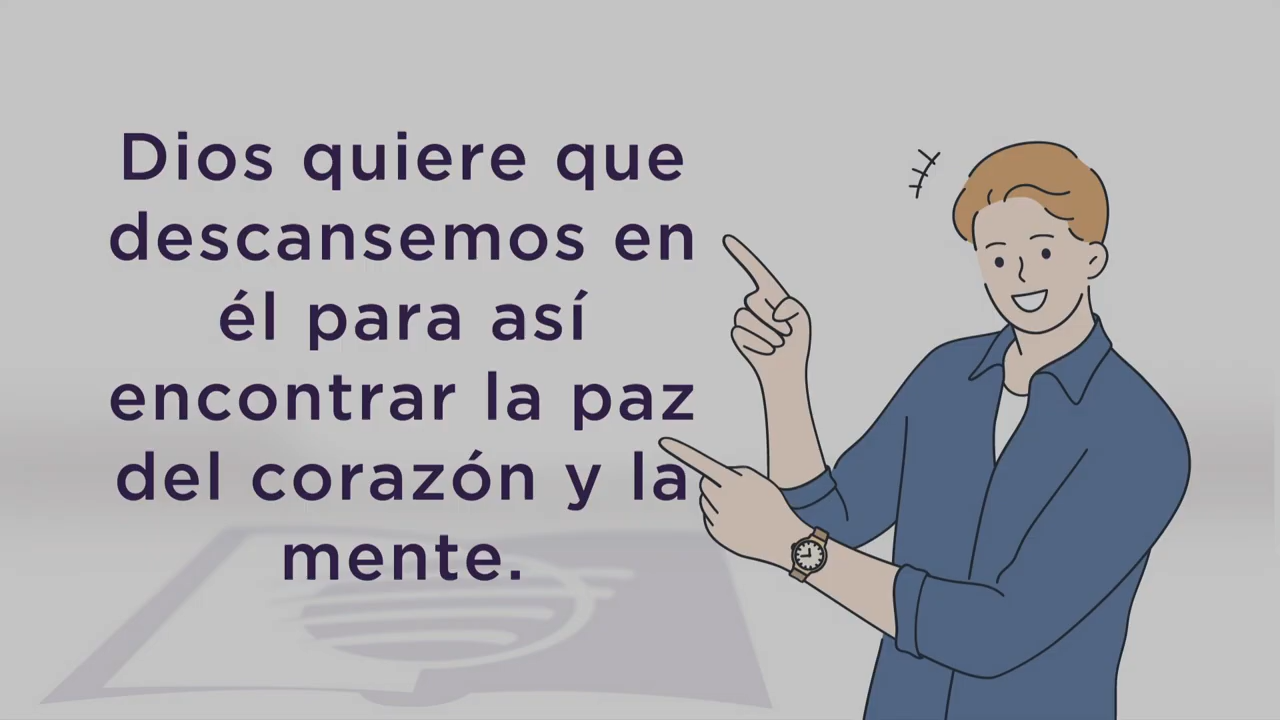 Dios quiere que
descansemos en
él para así
encontrar la paz
del corazón y la
mente.